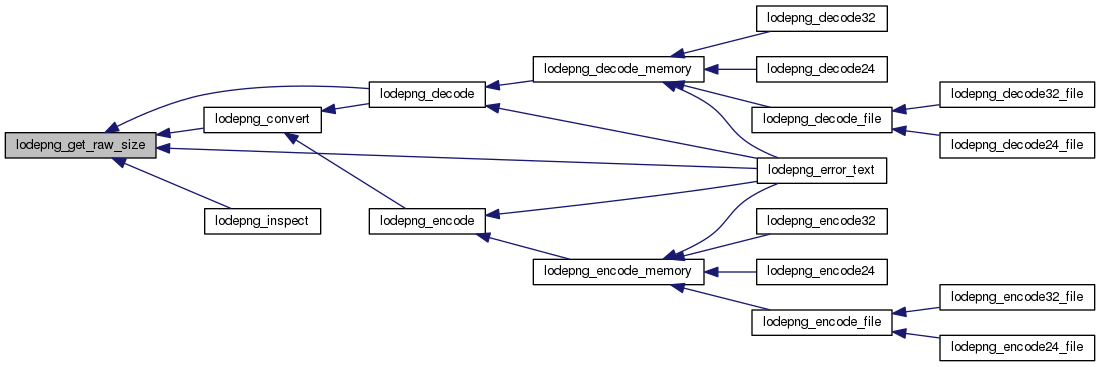 lodepng_get_raw_size
lodepng_convert
lodepng_inspect
lodepng_decode
lodepng_encode
lodepng_decode_memory
lodepng_encode_memory
lodepng_decode32
lodepng_decode24
lodepng_decode_file
lodepng_error_text
lodepng_encode32
lodepng_encode24
lodepng_encode_file
lodepng_decode32_file
lodepng_decode24_file
lodepng_encode32_file
lodepng_encode24_file